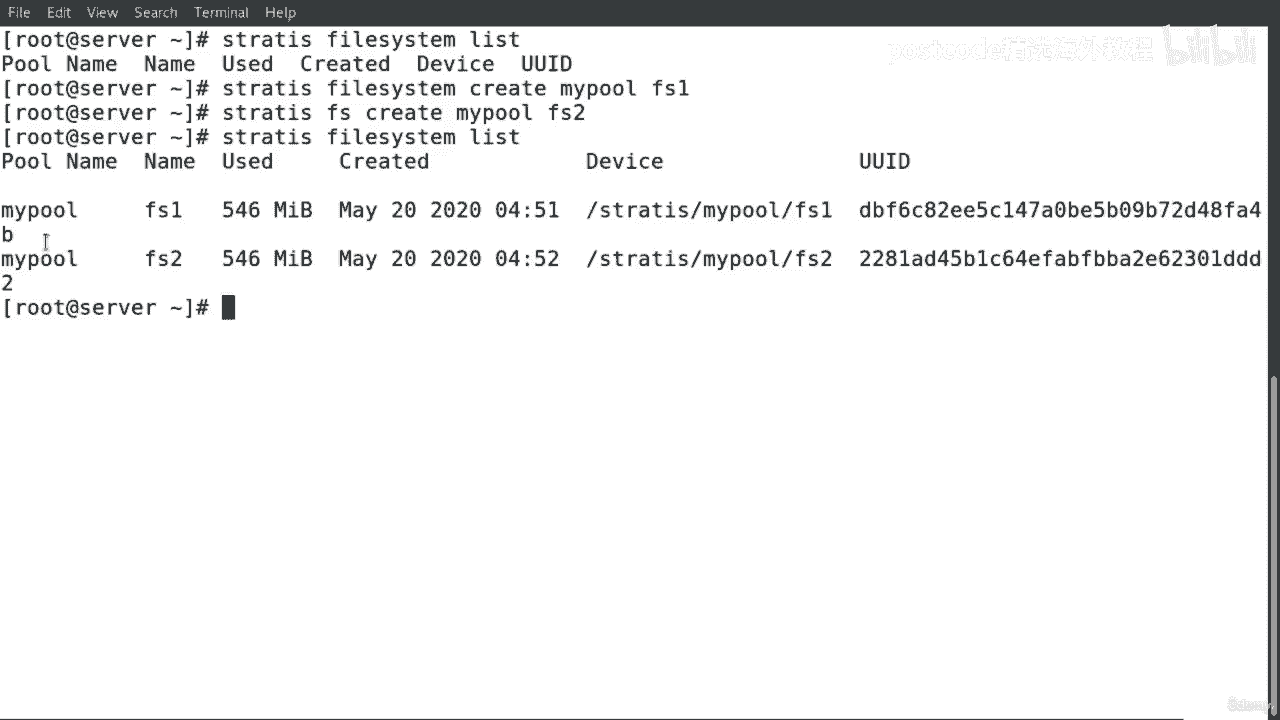 File Edit View Search Terminal Help
postcode精选海外教程 bilibili
[root@server ~]# stratis filesystem list
Pool Name  Name  Used  Created  Device  UUID
[root@server ~]# stratis filesystem create mypool fs1
[root@server ~]# stratis fs create mypool fs2
[root@server ~]# stratis filesystem list
Pool Name  Name  Used     Created            Device              UUID
mypool     fs1   546 MiB  May 20 2020 04:51  /stratis/mypool/fs1  dbf6c82ee5c147a0be5b09b72d48fa4
b
mypool     fs2   546 MiB  May 20 2020 04:52  /stratis/mypool/fs2  2281ad45b1c64efabfbba2e62301ddd
2
[root@server ~]#